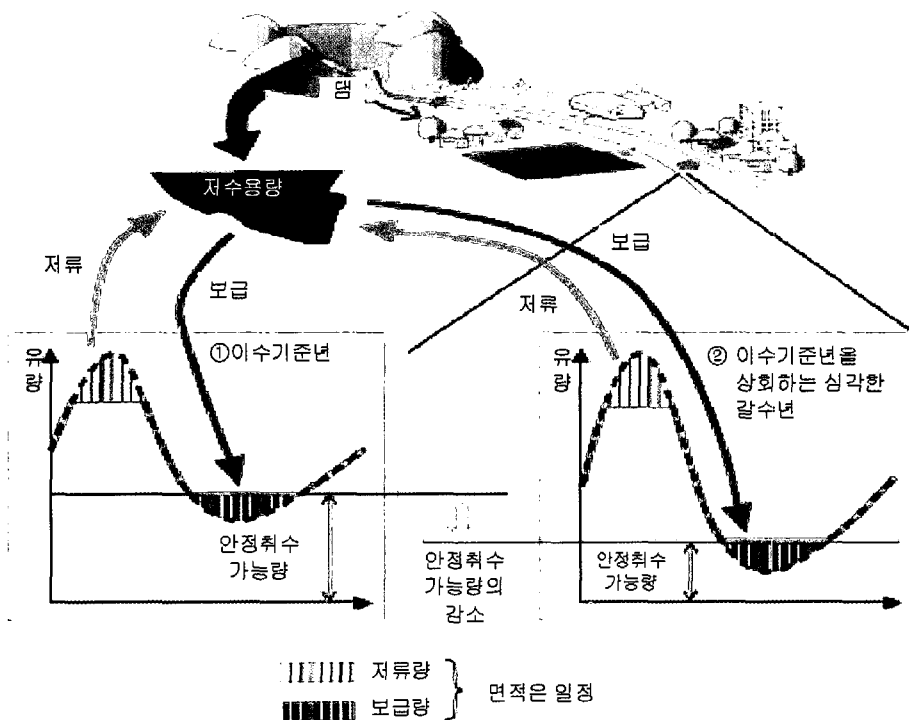 댐
저수용량
저류
보급
보급
저류
유
량
①이수기준년
안정취수
가능량
안정취수
가능량의
감소
유
량
② 이수기준년을
상회하는 심각한
갈수년
안정취수
가능량
저류량
보급량
면적은 일정